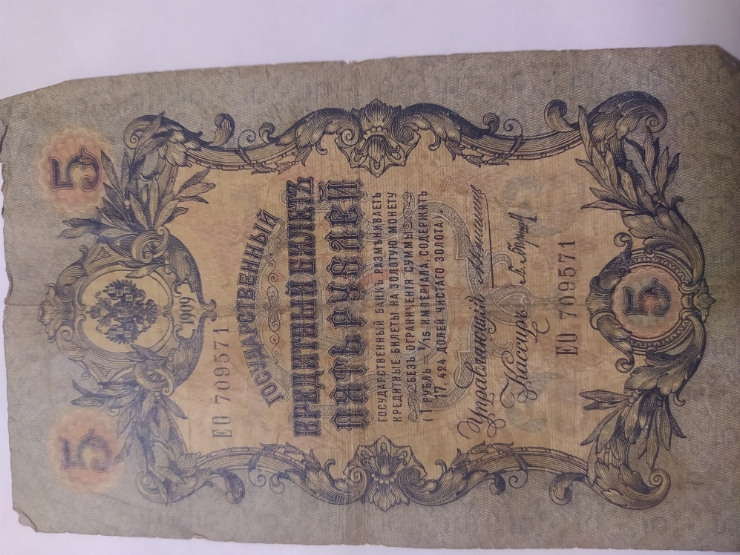 5 5
1909
ЕО 709571
ГОСУДАРСТВЕННЫЙ
КРЕДИТНЫЙ БИЛЕТЪ
ПЯТЬ РУБЛЕЙ
ГОСУДАРСТВЕННЫЙ БАНКЪ РАЗМѢНИВАЕТЪ
КРЕДИТНЫЕ БИЛЕТЫ НА ЗОЛОТУЮ МОНЕТУ
БЕЗЪ ОГРАНИЧЕНІЯ СУММЫ
(1 РУБЛЬ = 1/15 ИМПЕРІАЛА, СОДЕРЖИТЪ
17,424 ДОЛЕЙ ЧИСТАГО ЗОЛОТА).
Управляющій
Кассиръ
ЕО 709571
5